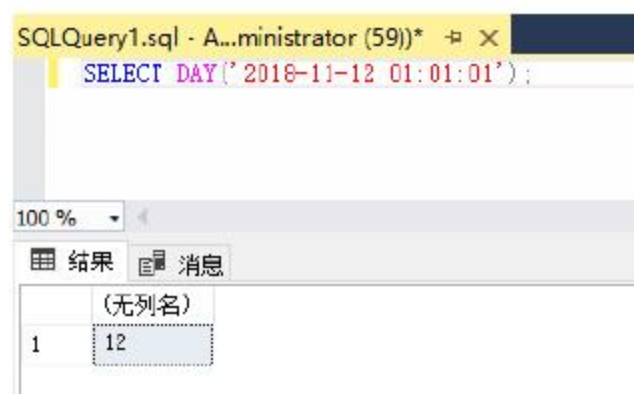 SQLQuery1.sql - A...ministrator (59))*
SELECT DAY('2018-11-12 01:01:01');
100 %
结果 消息
(无列名)
1 12